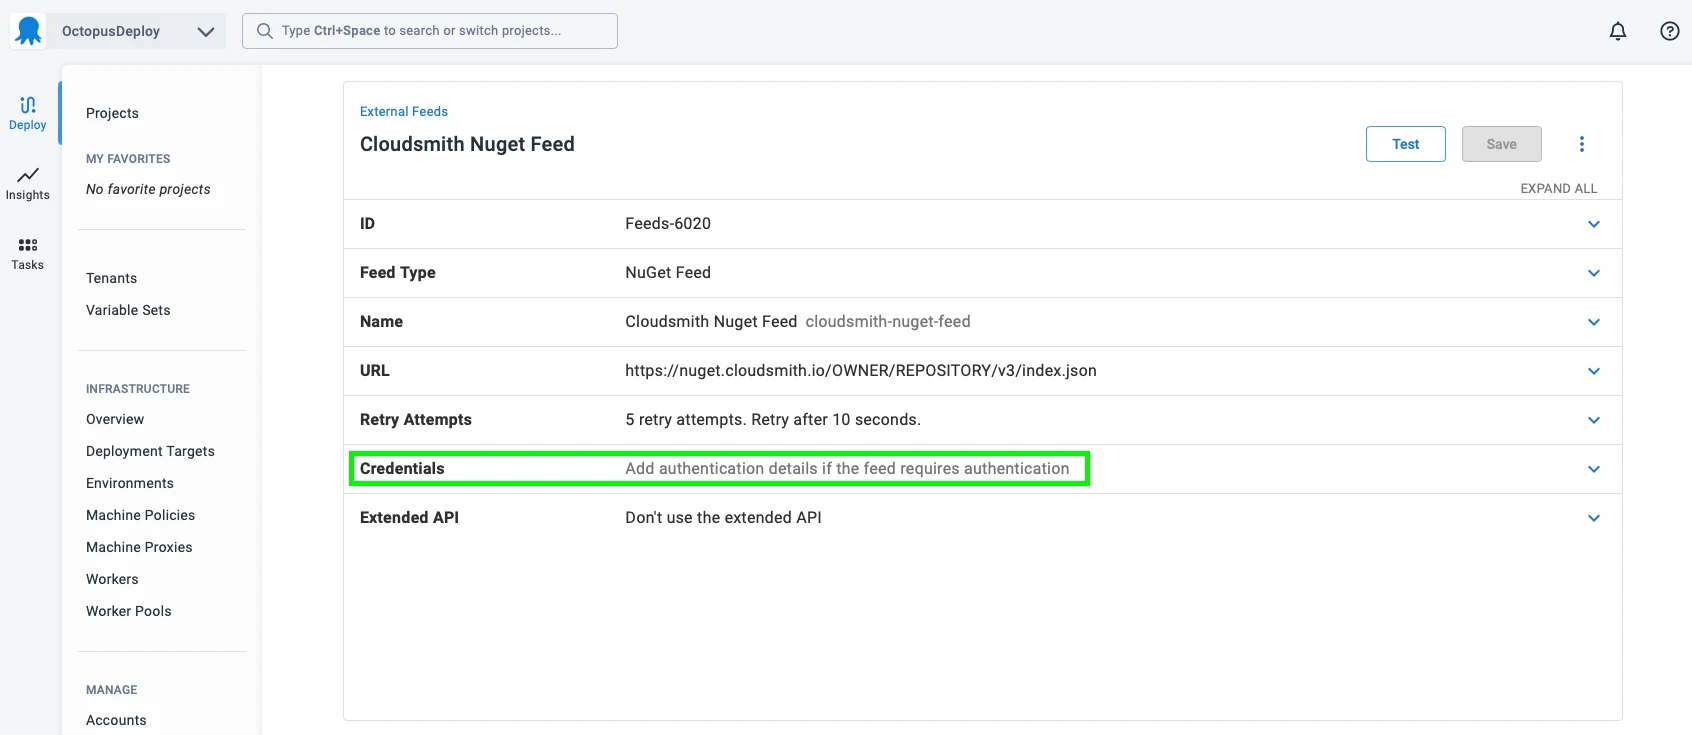 OctopusDeploy
Type Ctrl+Space to search or switch projects...
Deploy
Insights
Tasks
Projects
MY FAVORITES
No favorite projects
Tenants
Variable Sets
INFRASTRUCTURE
Overview
Deployment Targets
Environments
Machine Policies
Machine Proxies
Workers
Worker Pools
MANAGE
Accounts
External Feeds
Cloudsmith Nuget Feed
Test
Save
EXPAND ALL
ID Feeds-6020
Feed Type NuGet Feed
Name Cloudsmith Nuget Feed cloudsmith-nuget-feed
URL https://nuget.cloudsmith.io/OWNER/REPOSITORY/v3/index.json
Retry Attempts 5 retry attempts. Retry after 10 seconds.
Credentials Add authentication details if the feed requires authentication
Extended API Don't use the extended API